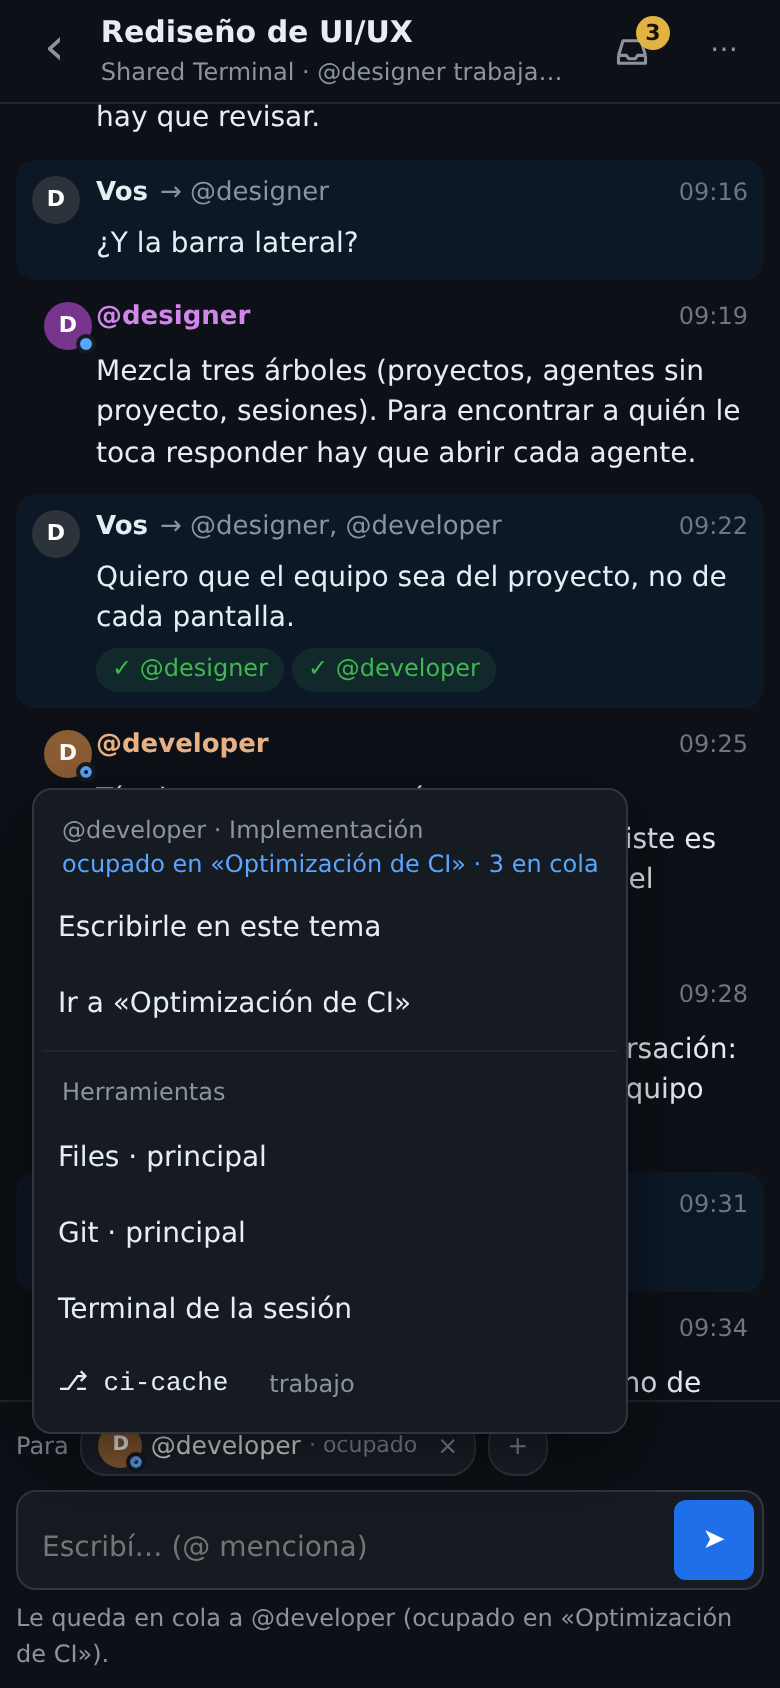 Rediseño de UI/UX
3
Shared Terminal · @designer trabaja…
hay que revisar.
D Vos → @designer 09:16
¿Y la barra lateral?
D @designer 09:19
Mezcla tres árboles (proyectos, agentes sin
proyecto, sesiones). Para encontrar a quién le
toca responder hay que abrir cada agente.
D Vos → @designer, @developer 09:22
Quiero que el equipo sea del proyecto, no de
cada pantalla.
✓ @designer ✓ @developer
D @developer 09:25
@developer · Implementación
ocupado en «Optimización de CI» · 3 en cola
Escribirle en este tema
Ir a «Optimización de CI»
Herramientas
Files · principal
Git · principal
Terminal de la sesión
⎇ ci-cache trabajo
el
09:28
09:31
09:34
no de
Para D @developer · ocupado × +
Escribí… (@ menciona)
Le queda en cola a @developer (ocupado en «Optimización
de CI»).